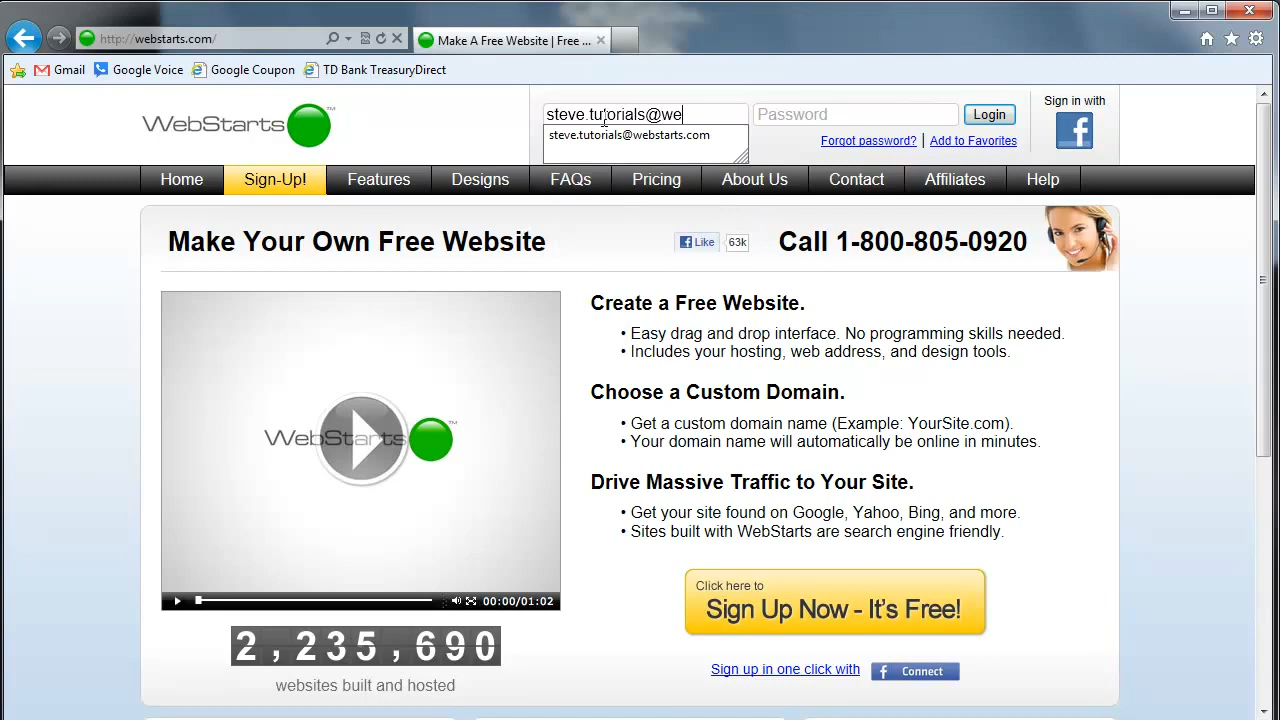 http://webstarts.com/
Make A Free Website | Free ...
Gmail
Google Voice
Google Coupon
TD Bank TreasuryDirect
WebStarts™
steve.tutorials@we
Password
Login
Sign in with
steve.tutorials@webstarts.com
Forgot password? | Add to Favorites
Home
Sign-Up!
Features
Designs
FAQs
Pricing
About Us
Contact
Affiliates
Help
Make Your Own Free Website
Like
63k
Call 1-800-805-0920
WebStarts™
00:00/01:02
2,235,690
websites built and hosted
Create a Free Website.
• Easy drag and drop interface. No programming skills needed.
• Includes your hosting, web address, and design tools.
Choose a Custom Domain.
• Get a custom domain name (Example: YourSite.com).
• Your domain name will automatically be online in minutes.
Drive Massive Traffic to Your Site.
• Get your site found on Google, Yahoo, Bing, and more.
• Sites built with WebStarts are search engine friendly.
Click here to
Sign Up Now - It's Free!
Sign up in one click with
f Connect